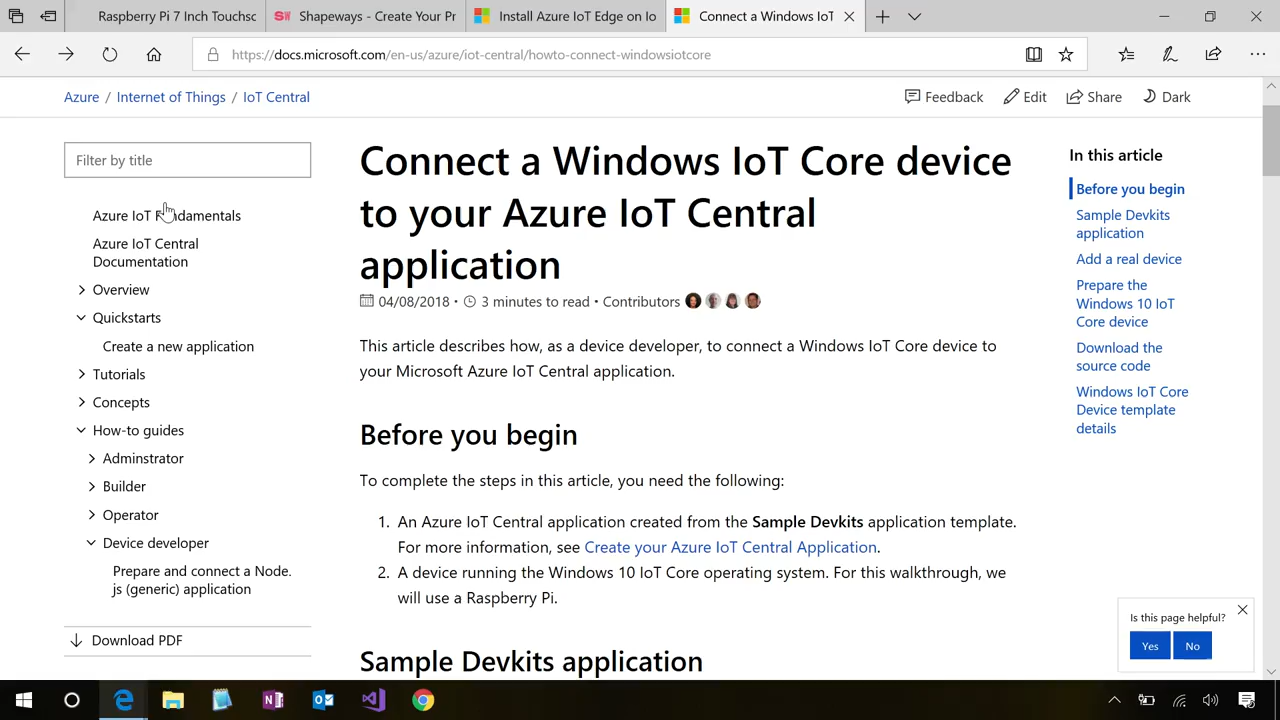 Raspberry Pi 7 Inch Touchsc
Shapeways - Create Your Pr
Install Azure IoT Edge on Io
Connect a Windows IoT
https://docs.microsoft.com/en-us/azure/iot-central/howto-connect-windowsiotcore
Azure / Internet of Things / IoT Central
Feedback
Edit
Share
Dark
Filter by title
Azure IoT Fundamentals
Azure IoT Central
Documentation
Overview
Quickstarts
Create a new application
Tutorials
Concepts
How-to guides
Adminstrator
Builder
Operator
Device developer
Prepare and connect a Node.
js (generic) application
Download PDF
Connect a Windows IoT Core device
to your Azure IoT Central
application
04/08/2018 • 3 minutes to read • Contributors
This article describes how, as a device developer, to connect a Windows IoT Core device to
your Microsoft Azure IoT Central application.
Before you begin
To complete the steps in this article, you need the following:
1. An Azure IoT Central application created from the Sample Devkits application template.
For more information, see Create your Azure IoT Central Application.
2. A device running the Windows 10 IoT Core operating system. For this walkthrough, we
will use a Raspberry Pi.
Sample Devkits application
In this article
Before you begin
Sample Devkits
application
Add a real device
Prepare the
Windows 10 IoT
Core device
Download the
source code
Windows IoT Core
Device template
details
Is this page helpful?
Yes
No